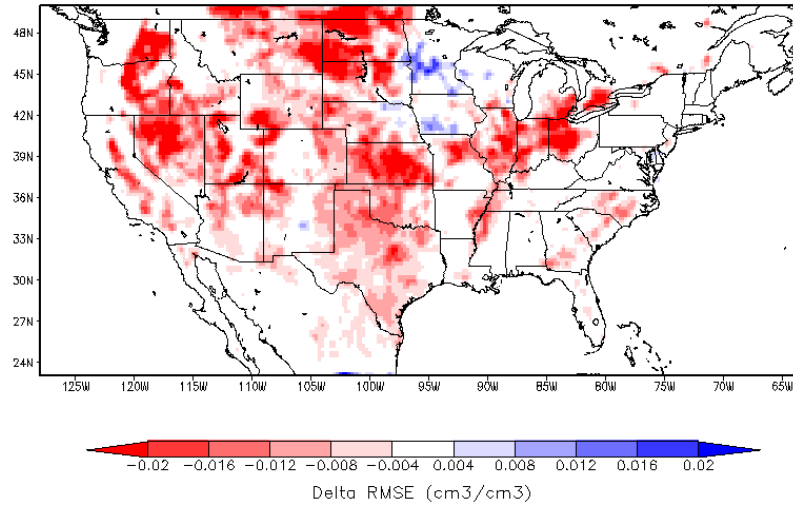 48N
45N
42N
39N
36N
33N
30N
27N
24N
125W 120W 115W 110W 105W 100W 95W 90W 85W 80W 75W 70W 65W
-0.02 -0.016 -0.012 -0.008 -0.004 0.004 0.008 0.012 0.016 0.02
Delta RMSE (cm3/cm3)